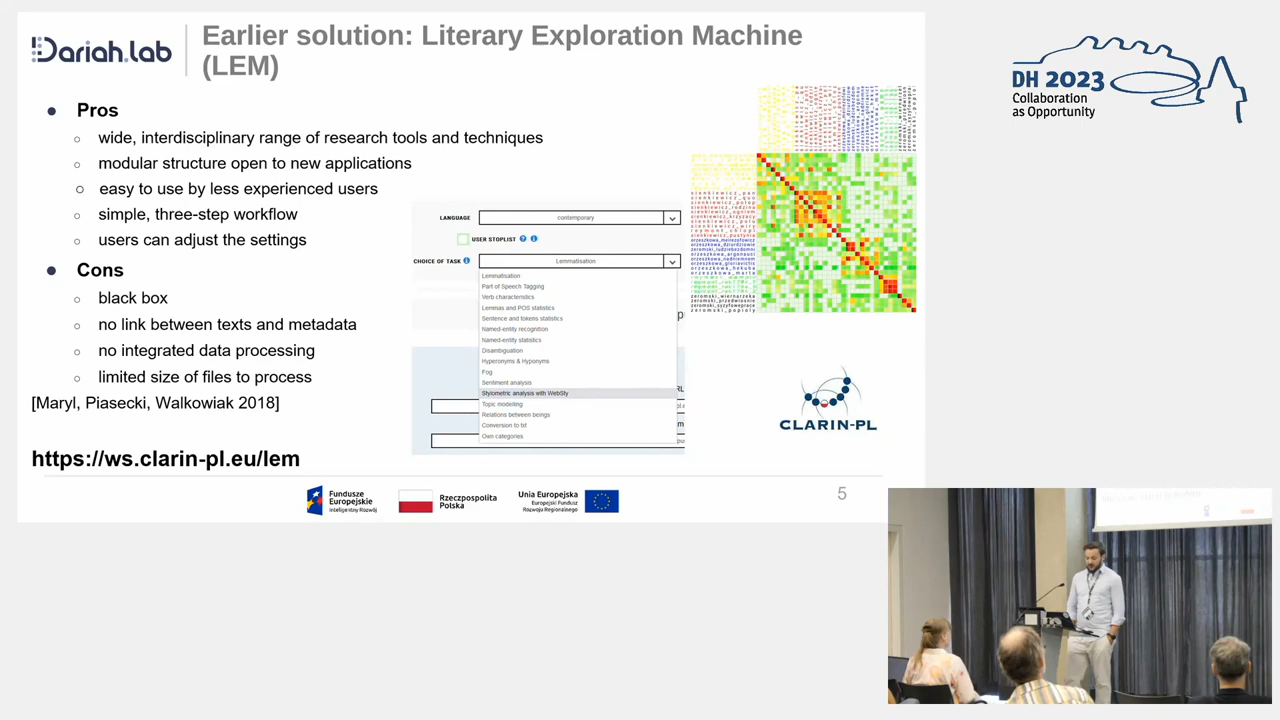 Dariah.lab
Earlier solution: Literary Exploration Machine
(LEM)
DH 2023
Collaboration
as Opportunity
Pros
wide, interdisciplinary range of research tools and techniques
modular structure open to new applications
easy to use by less experienced users
simple, three-step workflow
users can adjust the settings
Cons
black box
no link between texts and metadata
no integrated data processing
limited size of files to process
[Maryl, Piasecki, Walkowiak 2018]
https://ws.clarin-pl.eu/lem
LANGUAGE
contemporary
USER STOPLIST
CHOICE OF TASK
Lemmatisation
Lemmatisation
Part of Speech Tagging
Verb characteristics
Lemmas and POS statistics
Sentence and tokens statistics
Named-entity recognition
Named-entity statistics
Disambiguation
Hyperonyms & Hyponyms
Fog
Sentiment analysis
Stylometric analysis with WebSty
Topic modelling
Relations between beings
Conversion to txt
Own categories
CLARIN-PL
Fundusze
Europejskie
Inteligentny Rozwój
Rzeczpospolita
Polska
Unia Europejska
Europejski Fundusz
Rozwoju Regionalnego
5